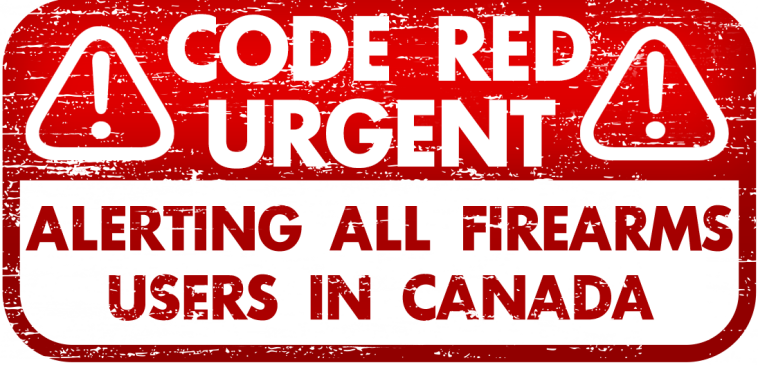 CODE RED
URGENT
ALERTING ALL FIREARMS
USERS IN CANADA